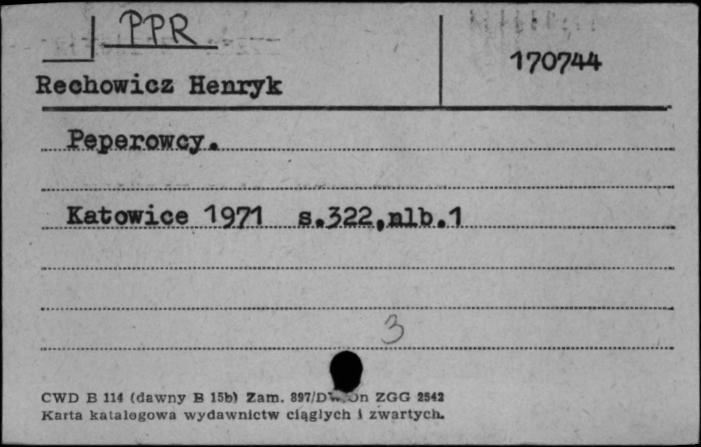 PPR
170744
Rechowicz Henryk
Peperowcy.
Katowice 1971 s.322,nlb.1
3
CWD B 114 (dawny B 15b) Zam. 897/D ZGG 2542
Karta katalogowa wydawnictw ciągłych i zwartych.